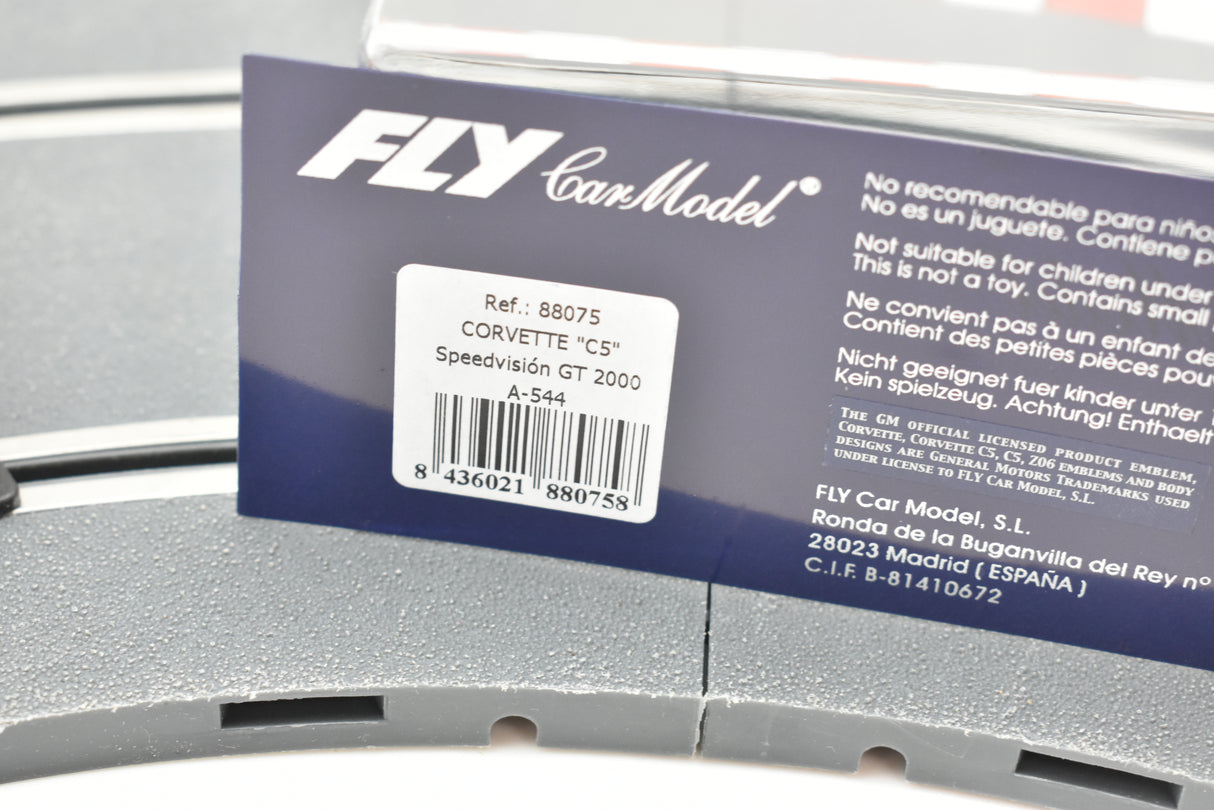 FLY Car Model®
Ref.: 88075
CORVETTE "C5"
Speedvisión GT 2000
A-544
8 436021 880758
No recomendable para niños
No es un juguete. Contiene
Not suitable for children under
This is not a toy. Contains small
Ne convient pas à un enfant de
Contient des petites pièces
Nicht geeignet fuer kinder unter
Kein spielzeug. Achtung! Enthaelt
THE GM OFFICIAL LICENSED PRODUCT EMBLEM,
CORVETTE, CORVETTE C5, C5, Z06 EMBLEMS AND BODY
DESIGNS ARE GENERAL MOTORS TRADEMARKS USED
UNDER LICENSE TO FLY CAR MODEL, S.L.
FLY Car Model, S.L.
Ronda de la Buganvilla del Rey nº
28023 Madrid ( ESPAÑA )
C.I.F. B-81410672